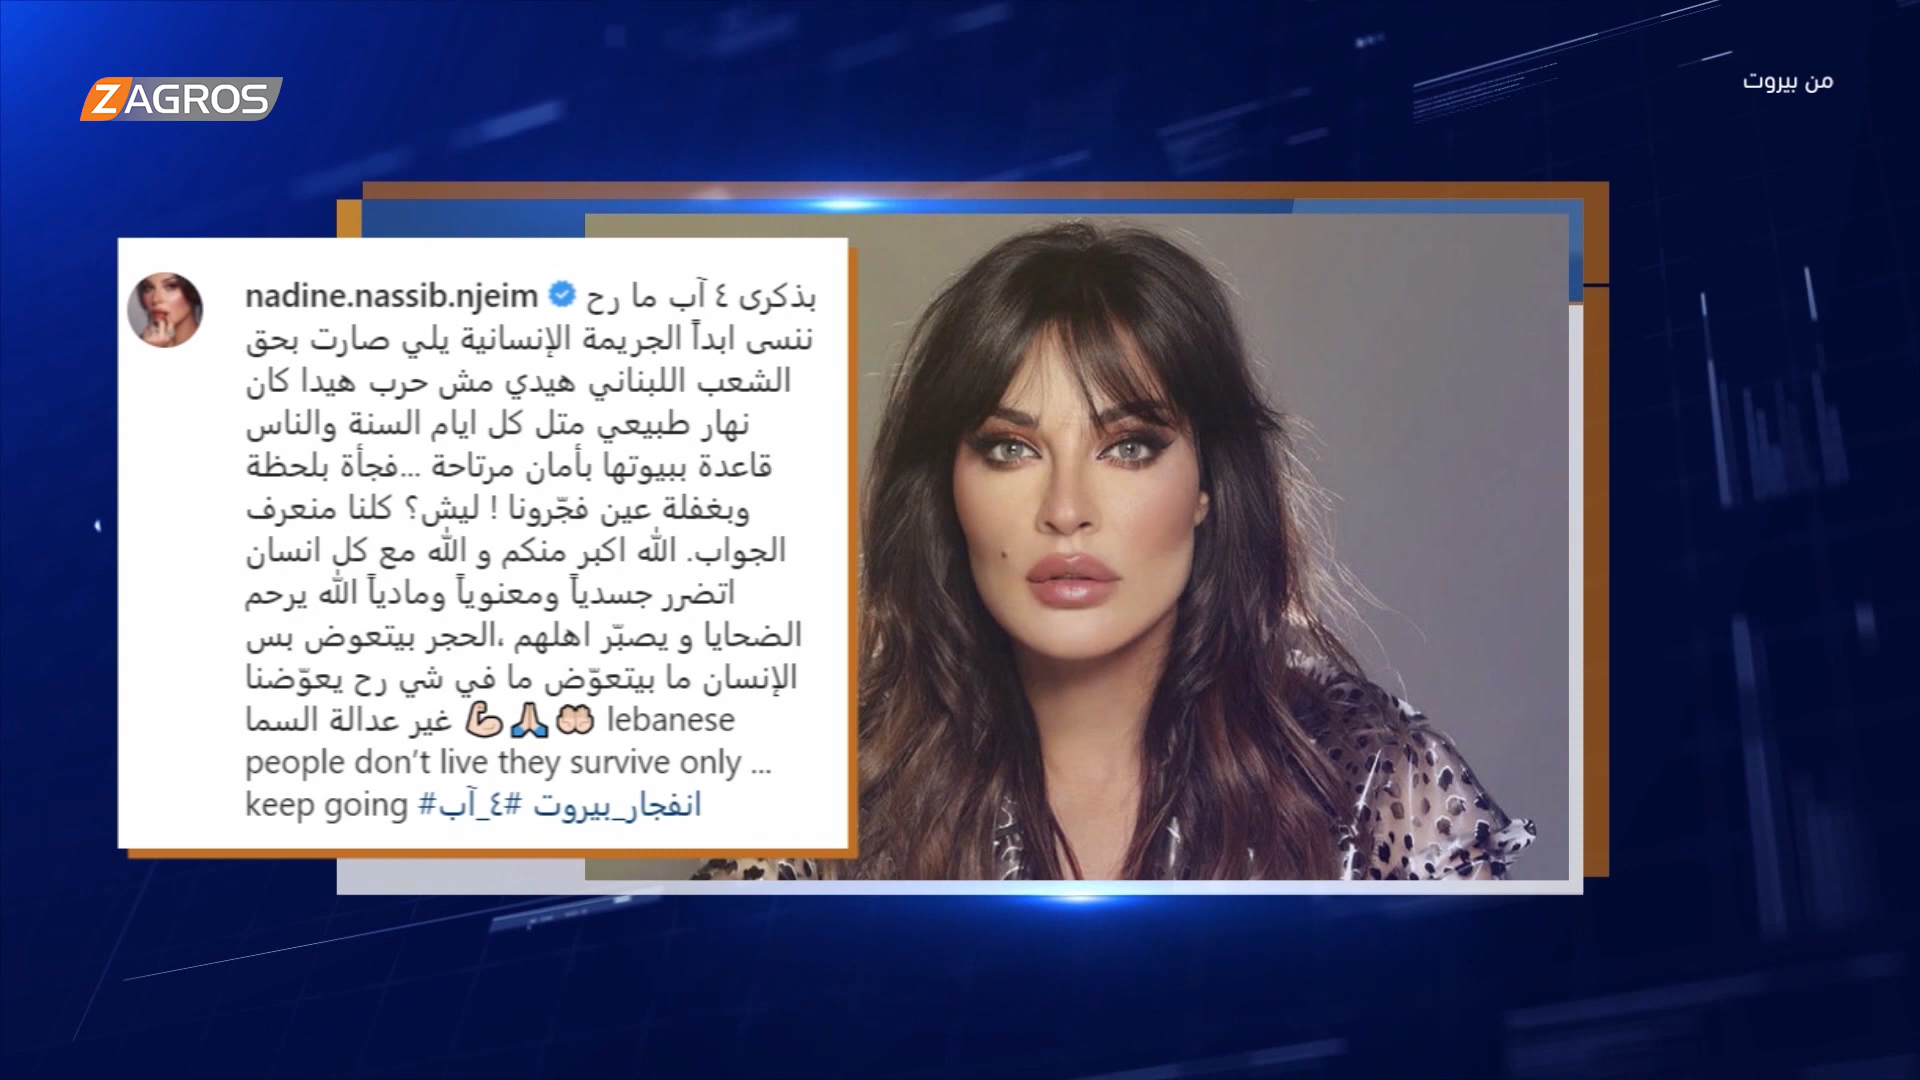 ZAGROS
من بيروت
nadine.nassib.njeim بذكرى ٤ آب ما رح
ننسى ابداً الجريمة الإنسانية يلي صارت بحق
الشعب اللبناني هيدي مش حرب هيدا كان
نهار طبيعي متل كل ايام السنة والناس
قاعدة ببيوتها بأمان مرتاحة ...فجأة بلحظة
وبغفلة عين فجّرونا ! ليش؟ كلنا منعرف
الجواب. الله اكبر منكم و الله مع كل انسان
اتضرر جسدياً ومعنوياً ومادياً الله يرحم
الضحايا و يصبّر اهلهم ،الحجر بيتعوض بس
الإنسان ما بيتعوّض ما في شي رح يعوّضنا
غير عدالة السما 💪🏻🙏🏻🤲🏻 lebanese
people don’t live they survive only ...
keep going #انفجار_بيروت #٤_آب